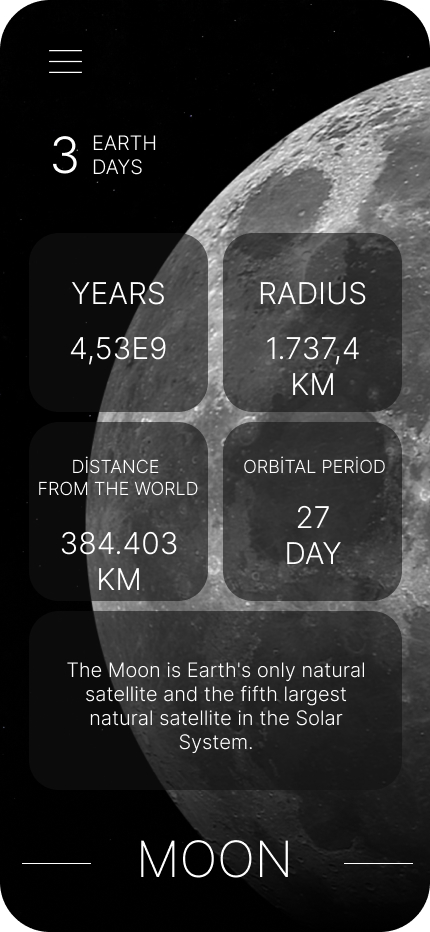 3 EARTH
DAYS
YEARS
4,53E9
RADIUS
1.737,4
KM
DİSTANCE
FROM THE WORLD
384.403
KM
ORBİTAL PERİOD
27
DAY
The Moon is Earth's only natural
satellite and the fifth largest
natural satellite in the Solar
System.
MOON